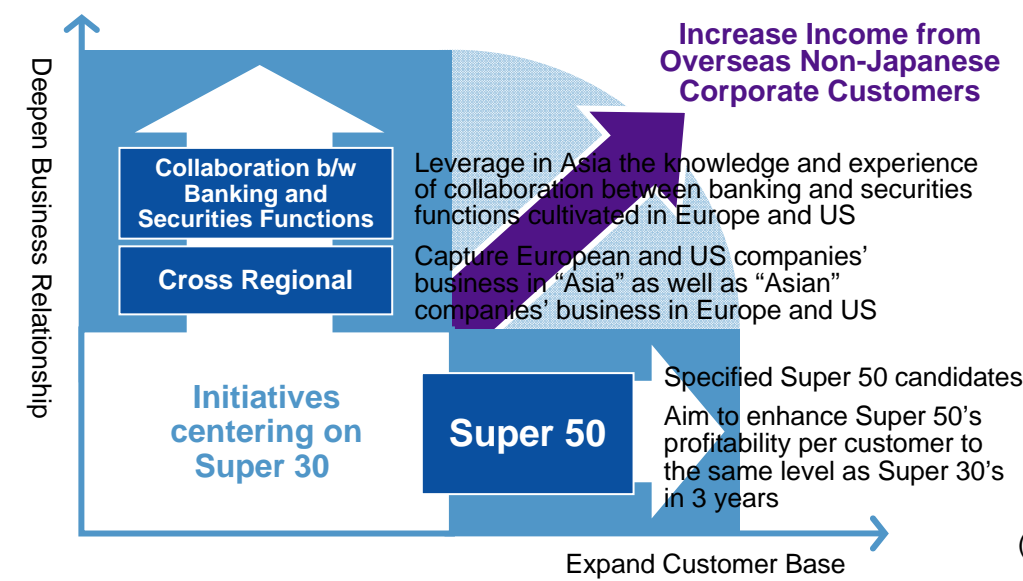 Increase Income from
Overseas Non-Japanese
Corporate Customers
Deepen Business Relationship
Collaboration b/w
Banking and
Securities Functions
Leverage in Asia the knowledge and experience
of collaboration between banking and securities
functions cultivated in Europe and US
Cross Regional
Capture European and US companies’
business in “Asia” as well as “Asian”
companies’ business in Europe and US
Initiatives
centering on
Super 30
Super 50
Specified Super 50 candidates
Aim to enhance Super 50’s
profitability per customer to
the same level as Super 30’s
in 3 years
Expand Customer Base
(